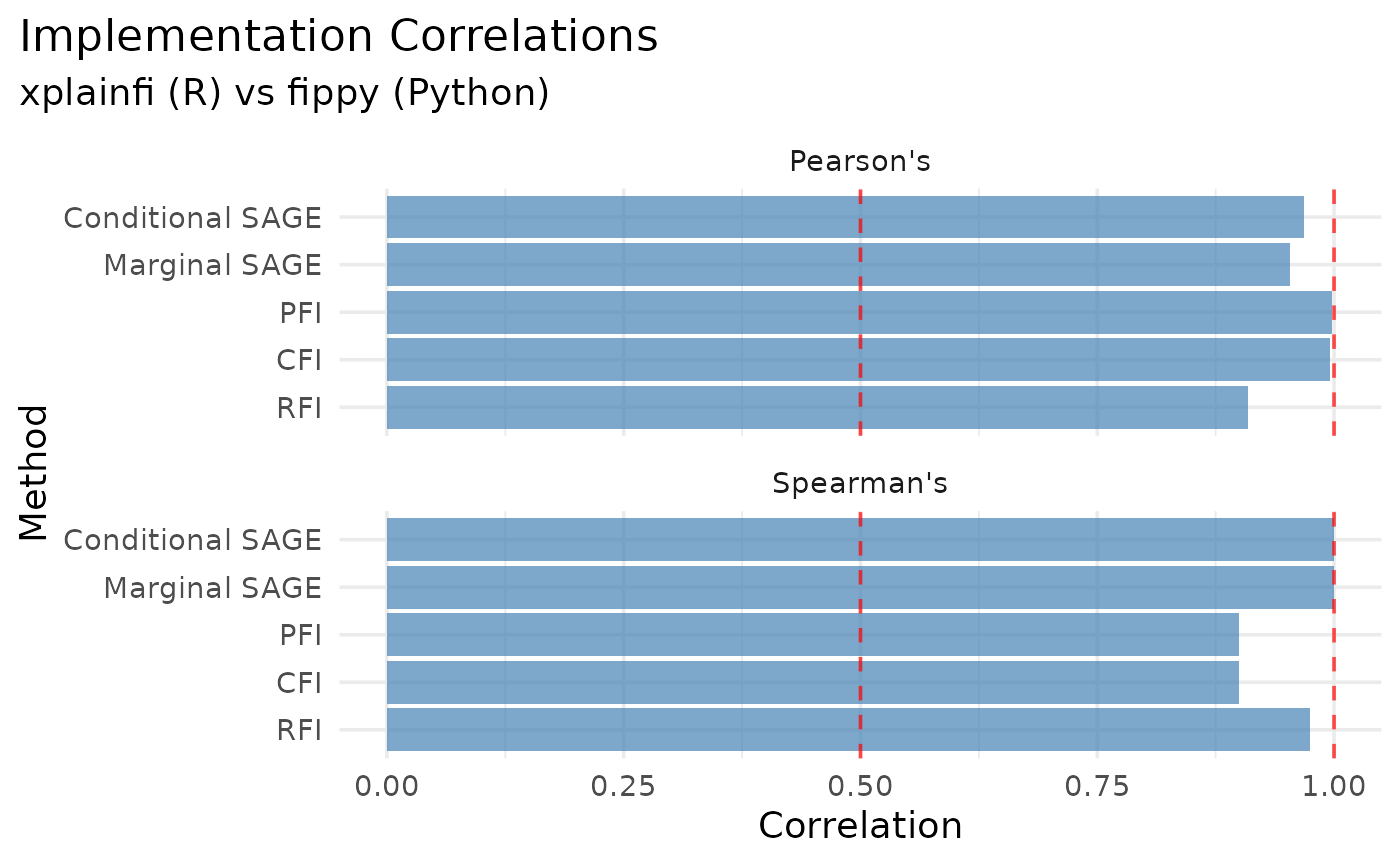 Implementation Correlations
xplainfi (R) vs fippy (Python)
Pearson's
Conditional SAGE
Marginal SAGE
PFI
CFI
RFI
Method
Spearman's
Conditional SAGE
Marginal SAGE
PFI
CFI
RFI
0.00 0.25 0.50 0.75 1.00
Correlation